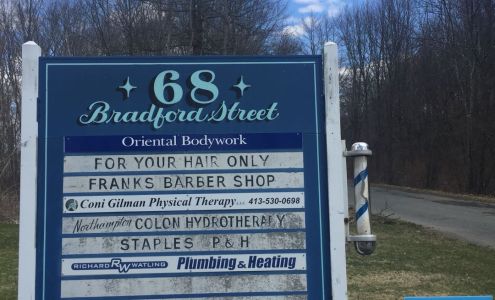 68
Bradford Street
Oriental Bodywork
FOR YOUR HAIR ONLY
FRANKS BARBER SHOP
Coni Gilman Physical Therapy LLC 413-530-0698
Northampton COLON HYDROTHERAPY
STAPLES P & H
RICHARD RW WATLING Plumbing & Heating